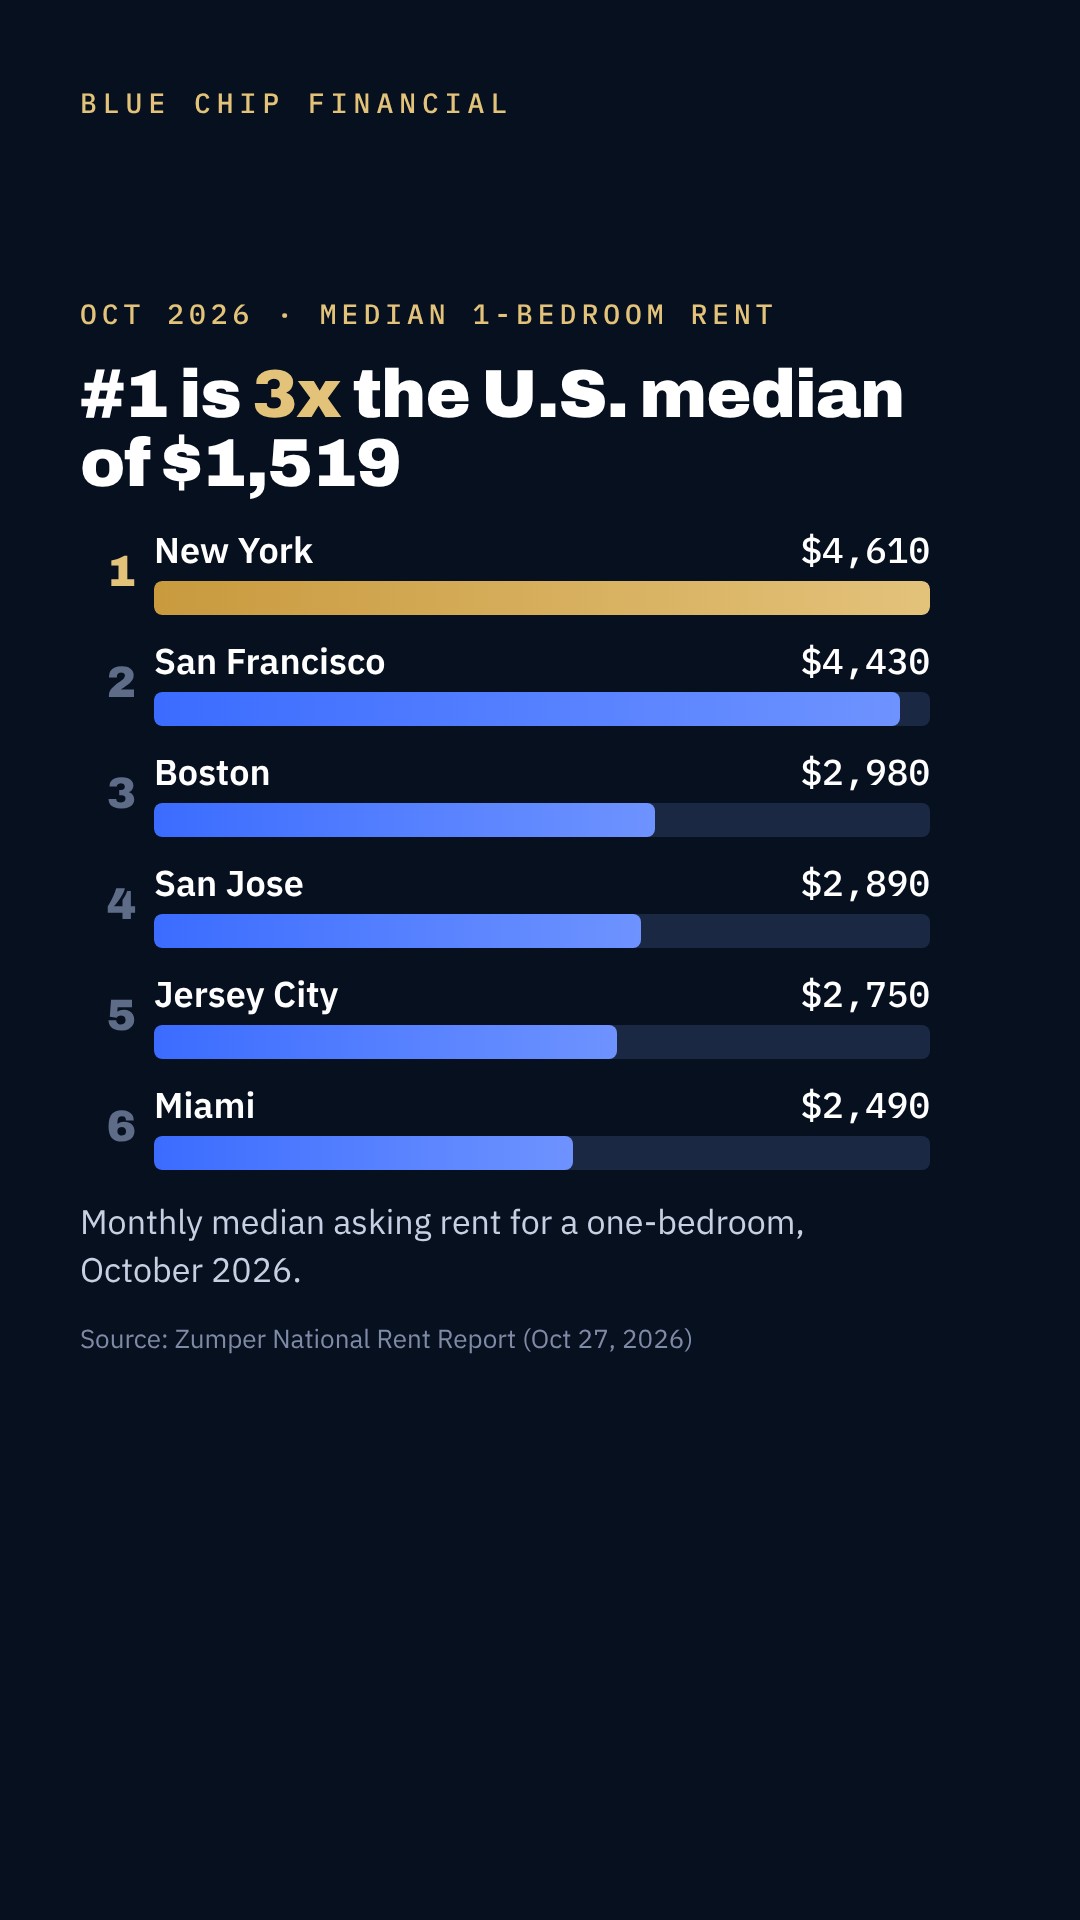 BLUE CHIP FINANCIAL
OCT 2026 · MEDIAN 1-BEDROOM RENT
#1 is 3x the U.S. median
of $1,519
1 New York $4,610
2 San Francisco $4,430
3 Boston $2,980
4 San Jose $2,890
5 Jersey City $2,750
6 Miami $2,490
Monthly median asking rent for a one-bedroom,
October 2026.
Source: Zumper National Rent Report (Oct 27, 2026)